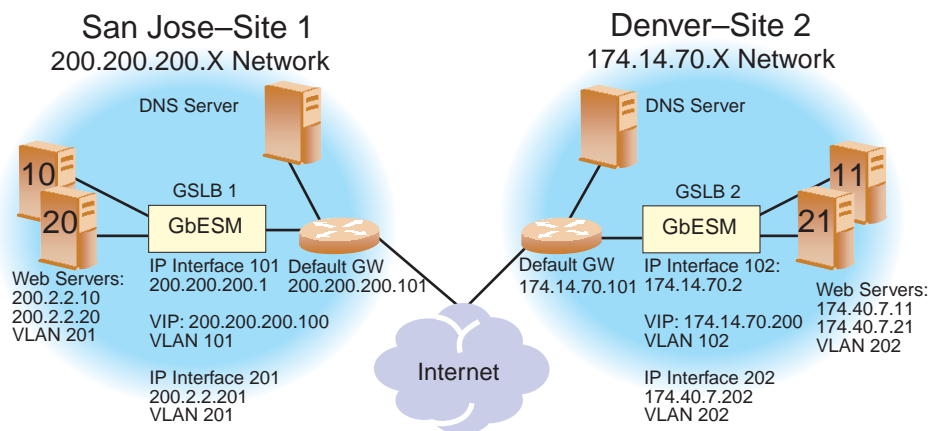 San Jose–Site 1
200.200.200.X Network
DNS Server
10
20
GSLB 1
GbESM
Web Servers:
200.2.2.10
200.2.2.20
VLAN 201
IP Interface 101
200.200.200.1
VIP: 200.200.200.100
VLAN 101
IP Interface 201
200.2.2.201
VLAN 201
Default GW
200.200.200.101
Internet
Denver–Site 2
174.14.70.X Network
DNS Server
11
21
GSLB 2
GbESM
Default GW
174.14.70.101
IP Interface 102:
174.14.70.2
VIP: 174.14.70.200
VLAN 102
IP Interface 202
174.40.7.202
VLAN 202
Web Servers:
174.40.7.11
174.40.7.21
VLAN 202